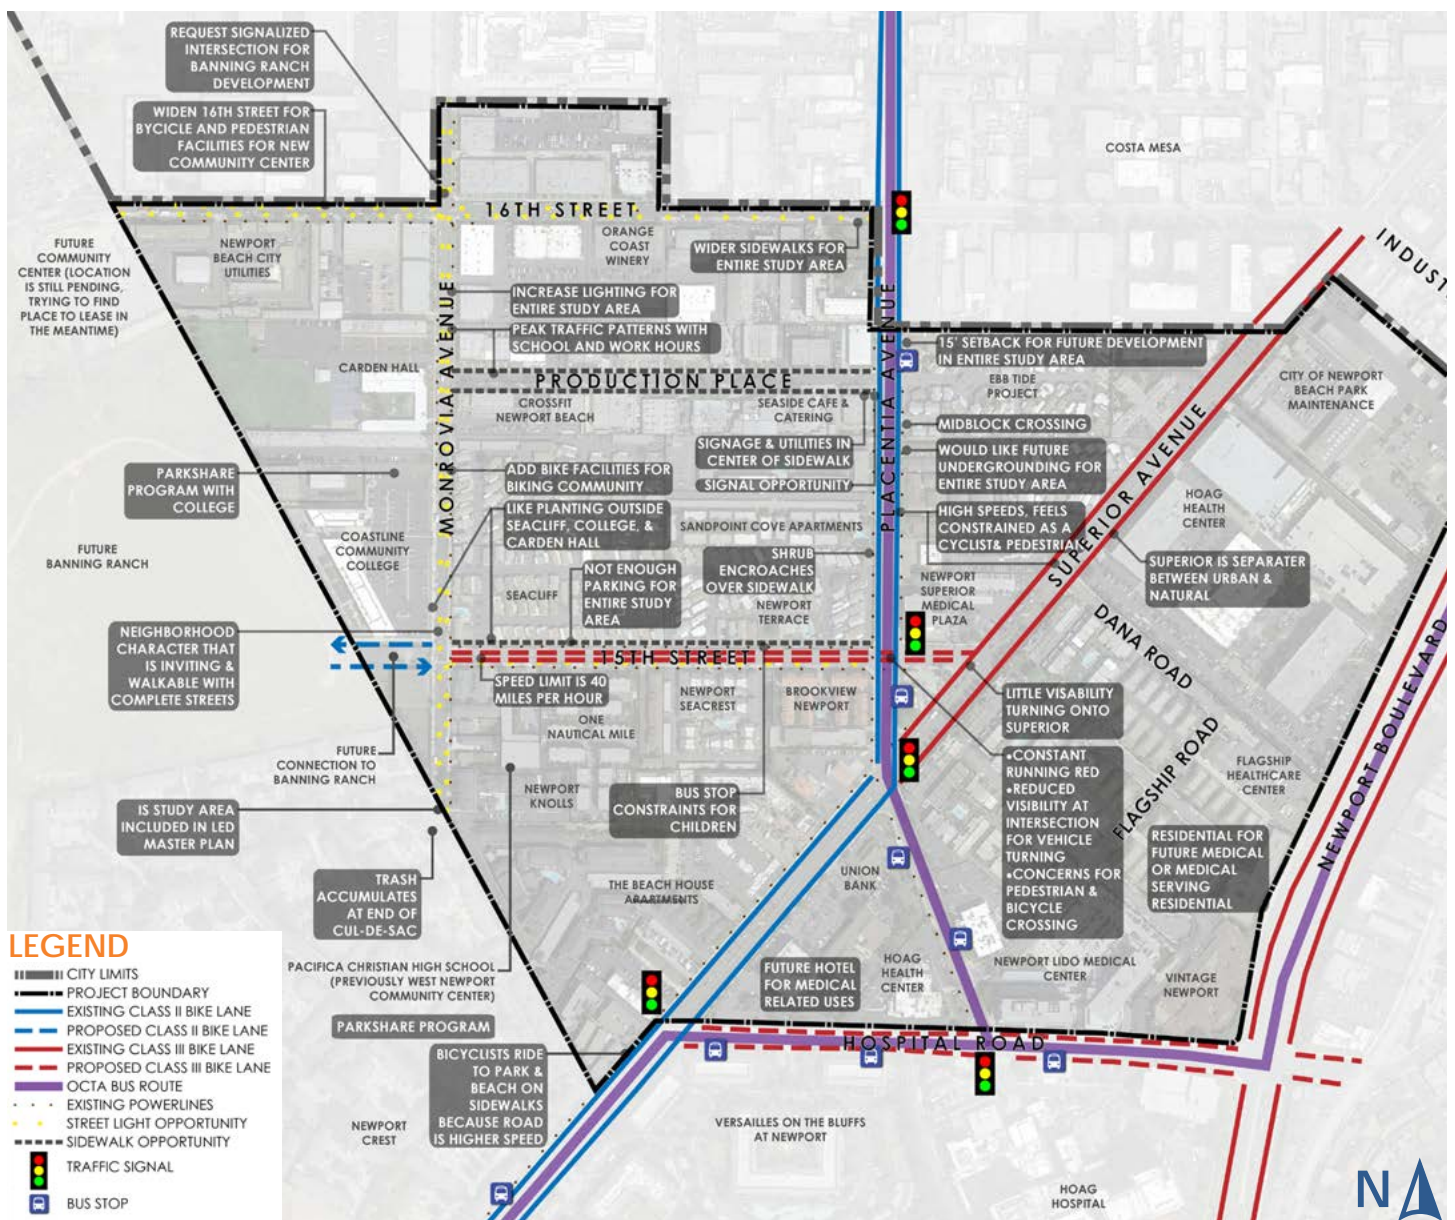 REQUEST SIGNALIZED
INTERSECTION FOR
BANNING RANCH
DEVELOPMENT
WIDEN 16TH STREET FOR
BYCICLE AND PEDESTRIAN
FACILITIES FOR NEW
COMMUNITY CENTER
COSTA MESA
16TH STREET
FUTURE
COMMUNITY
CENTER (LOCATION
IS STILL PENDING,
TRYING TO FIND
PLACE TO LEASE IN
THE MEANTIME)
NEWPORT
BEACH CITY
UTILITIES
ORANGE
COAST
WINERY
WIDER SIDEWALKS FOR
ENTIRE STUDY AREA
INDUST
MONROVIA AVENUE
INCREASE LIGHTING FOR
ENTIRE STUDY AREA
PEAK TRAFFIC PATTERNS WITH
SCHOOL AND WORK HOURS
PLACENTIA AVENUE
15' SETBACK FOR FUTURE DEVELOPMENT
IN ENTIRE STUDY AREA
CARDEN HALL
PRODUCTION PLACE
EBB TIDE
PROJECT
CITY OF NEWPORT
BEACH PARK
MAINTENANCE
CROSSFIT
NEWPORT BEACH
SEASIDE CAFE &
CATERING
MIDBLOCK CROSSING
SIGNAGE & UTILITIES IN
CENTER OF SIDEWALK
WOULD LIKE FUTURE
UNDERGROUNDING FOR
ENTIRE STUDY AREA
SUPERIOR AVENUE
PARKSHARE
PROGRAM WITH
COLLEGE
ADD BIKE FACILITIES FOR
BIKING COMMUNITY
SIGNAL OPPORTUNITY
HOAG
HEALTH
CENTER
LIKE PLANTING OUTSIDE
SEACLIFF, COLLEGE, &
CARDEN HALL
SANDPOINT COVE APARTMENTS
HIGH SPEEDS, FEELS
CONSTRAINED AS A
CYCLIST& PEDESTRIAN
FUTURE
BANNING RANCH
COASTLINE
COMMUNITY
COLLEGE
SHRUB
ENCROACHES
OVER SIDEWALK
SUPERIOR IS SEPARATER
BETWEEN URBAN &
NATURAL
NOT ENOUGH
PARKING FOR
ENTIRE STUDY
AREA
SEACLIFF
NEWPORT
TERRACE
NEWPORT
SUPERIOR
MEDICAL
PLAZA
DANA ROAD
NEIGHBORHOOD
CHARACTER THAT
IS INVITING &
WALKABLE WITH
COMPLETE STREETS
15TH STREET
SPEED LIMIT IS 40
MILES PER HOUR
NEWPORT
SEACREST
BROOKVIEW
NEWPORT
LITTLE VISABILITY
TURNING ONTO
SUPERIOR
ONE
NAUTICAL MILE
FUTURE
CONNECTION TO
BANNING RANCH
•CONSTANT
RUNNING RED
•REDUCED
VISIBILITY AT
INTERSECTION
FOR VEHICLE
TURNING
•CONCERNS FOR
PEDESTRIAN &
BICYCLE
CROSSING
FLAGSHIP ROAD
FLAGSHIP
HEALTHCARE
CENTER
NEWPORT BOULEVARD
NEWPORT
KNOLLS
BUS STOP
CONSTRAINTS FOR
CHILDREN
IS STUDY AREA
INCLUDED IN LED
MASTER PLAN
RESIDENTIAL FOR
FUTURE MEDICAL
OR MEDICAL
SERVING
RESIDENTIAL
TRASH
ACCUMULATES
AT END OF
CUL-DE-SAC
THE BEACH HOUSE
APARTMENTS
UNION
BANK
PACIFICA CHRISTIAN HIGH SCHOOL
(PREVIOUSLY WEST NEWPORT
COMMUNITY CENTER)
FUTURE HOTEL
FOR MEDICAL
RELATED USES
HOAG
HEALTH
CENTER
NEWPORT LIDO MEDICAL
CENTER
VINTAGE
NEWPORT
PARKSHARE PROGRAM
HOSPITAL ROAD
BICYCLISTS RIDE
TO PARK &
BEACH ON
SIDEWALKS
BECAUSE ROAD
IS HIGHER SPEED
NEWPORT
CREST
VERSAILLES ON THE BLUFFS
AT NEWPORT
HOAG
HOSPITAL
LEGEND
CITY LIMITS
PROJECT BOUNDARY
EXISTING CLASS II BIKE LANE
PROPOSED CLASS II BIKE LANE
EXISTING CLASS III BIKE LANE
PROPOSED CLASS III BIKE LANE
OCTA BUS ROUTE
EXISTING POWERLINES
STREET LIGHT OPPORTUNITY
SIDEWALK OPPORTUNITY
TRAFFIC SIGNAL
BUS STOP
N